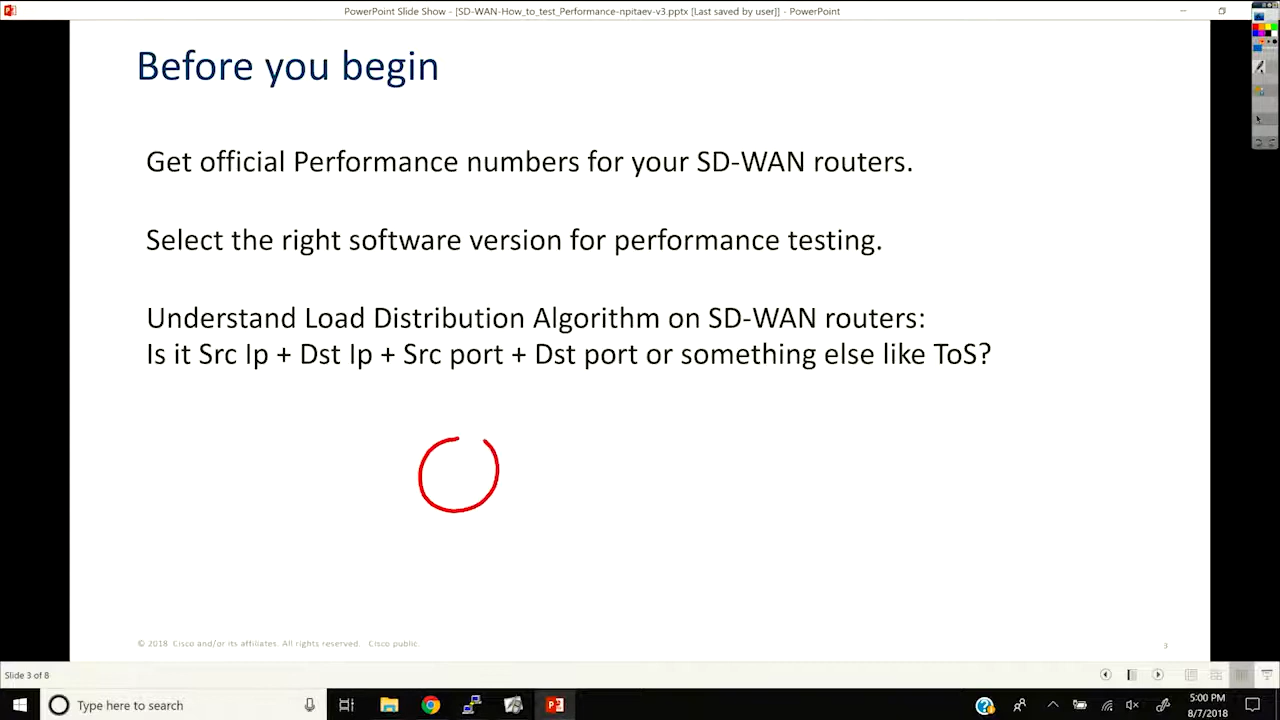 PowerPoint Slide Show - [SD-WAN-How_to_test_Performance-npitaev-v3.pptx [Last saved by user]] - PowerPoint
Before you begin
Get official Performance numbers for your SD-WAN routers.
Select the right software version for performance testing.
Understand Load Distribution Algorithm on SD-WAN routers:
Is it Src Ip + Dst Ip + Src port + Dst port or something else like ToS?
© 2018 Cisco and/or its affiliates. All rights reserved. Cisco public.
3
Slide 3 of 8
Type here to search
5:00 PM
8/7/2018